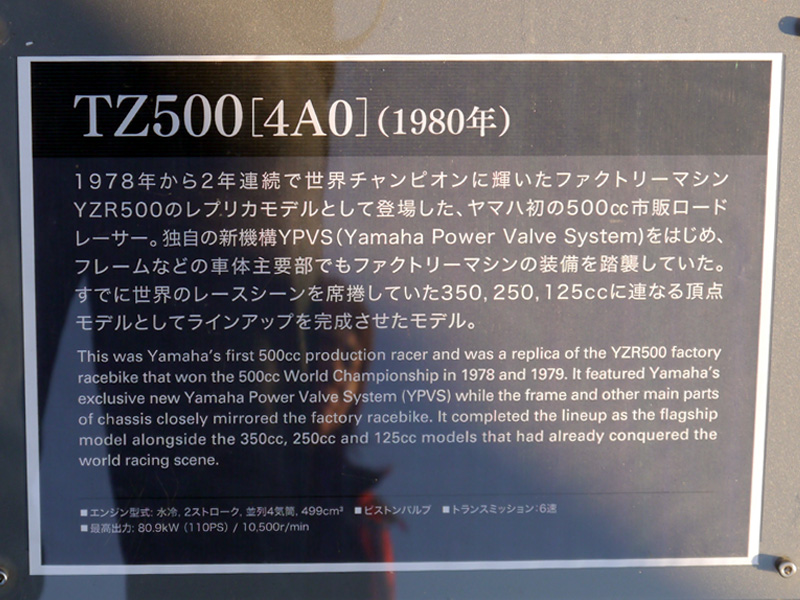 TZ500[4A0](1980年)
1978年から2年連続で世界チャンピオンに輝いたファクトリーマシン
YZR500のレプリカモデルとして登場した、ヤマハ初の500cc市販ロード
レーサー。独自の新機構YPVS(Yamaha Power Valve System)をはじめ、
フレームなどの車体主要部でもファクトリーマシンの装備を踏襲していた。
すでに世界のレースシーンを席捲していた350, 250, 125ccに連なる頂点
モデルとしてラインアップを完成させたモデル。
This was Yamaha's first 500cc production racer and was a replica of the YZR500 factory
racebike that won the 500cc World Championship in 1978 and 1979. It featured Yamaha's
exclusive new Yamaha Power Valve System (YPVS) while the frame and other main parts
of chassis closely mirrored the factory racebike. It completed the lineup as the flagship
model alongside the 350cc, 250cc and 125cc models that had already conquered the
world racing scene.
■エンジン型式: 水冷, 2ストローク, 並列4気筒, 499cm³ ■ピストンバルブ ■トランスミッション: 6速
■最高出力: 80.9kW (110PS) / 10,500r/min